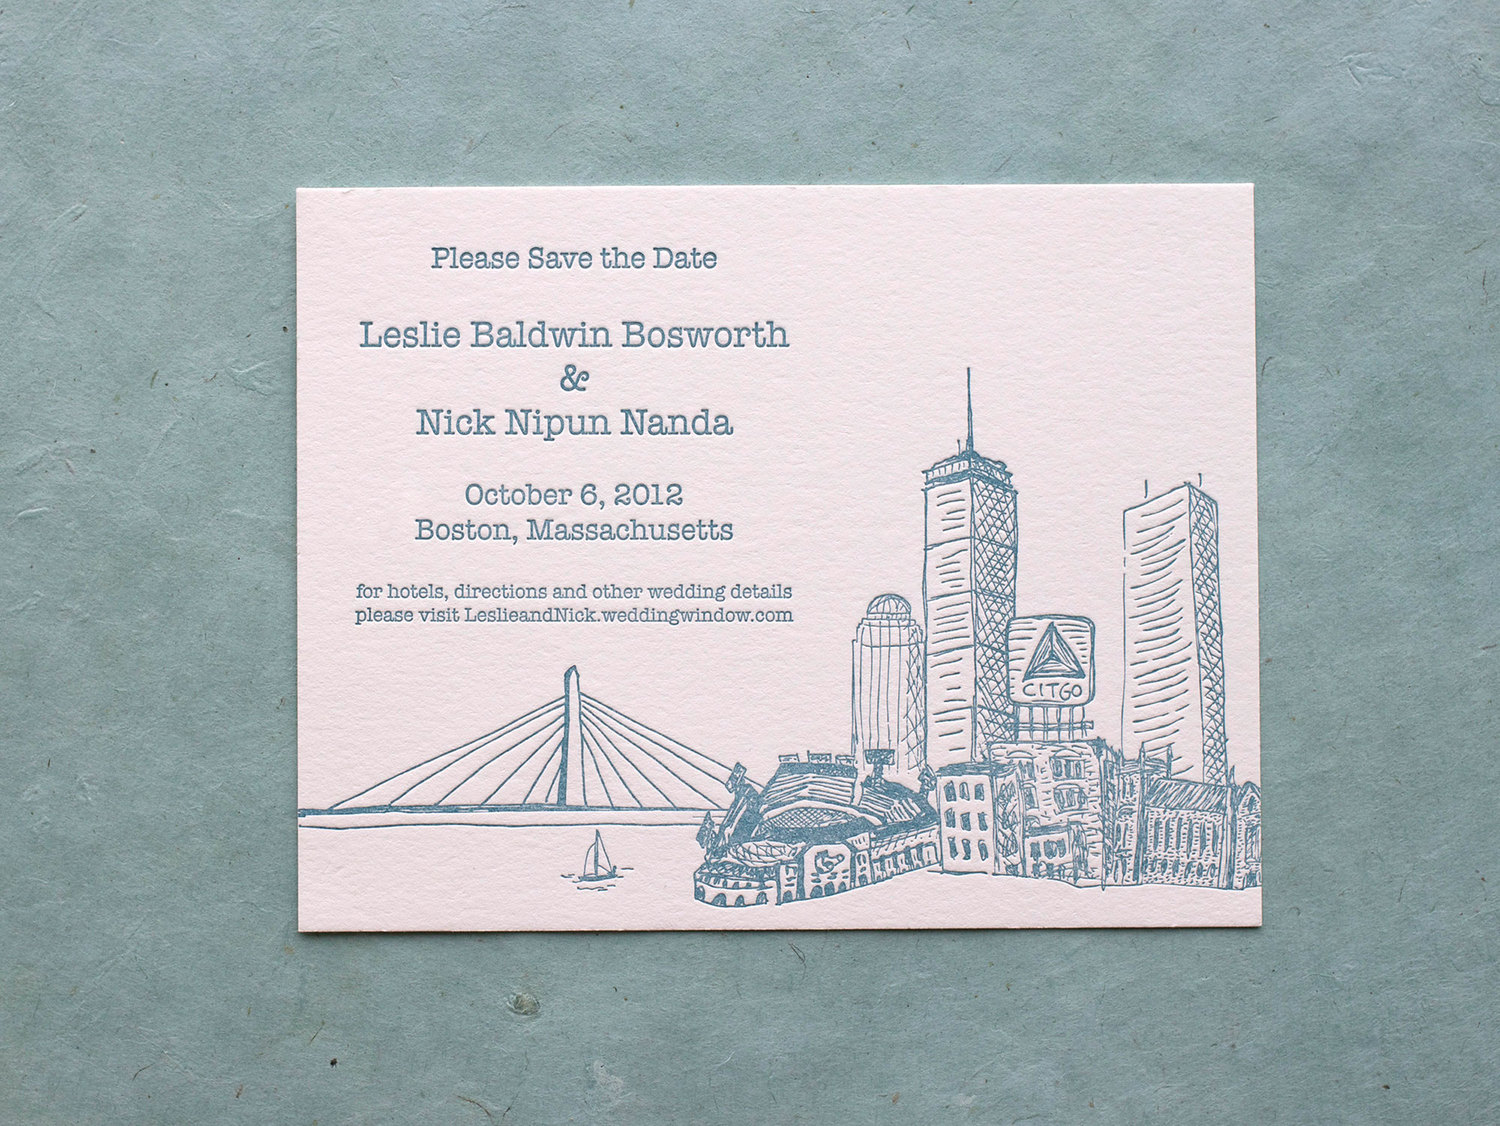 Please Save the Date
Leslie Baldwin Bosworth
&
Nick Nipun Nanda
October 6, 2012
Boston, Massachusetts
for hotels, directions and other wedding details
please visit LeslieandNick.weddingwindow.com
CITGO